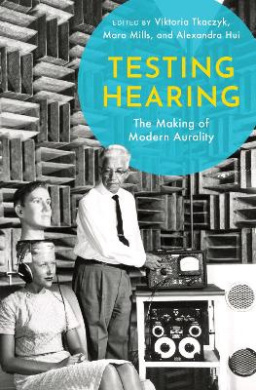 EDITED BY Viktoria Tkaczyk,
Mara Mills, and Alexandra Hui
TESTING
HEARING
The Making of
Modern Aurality